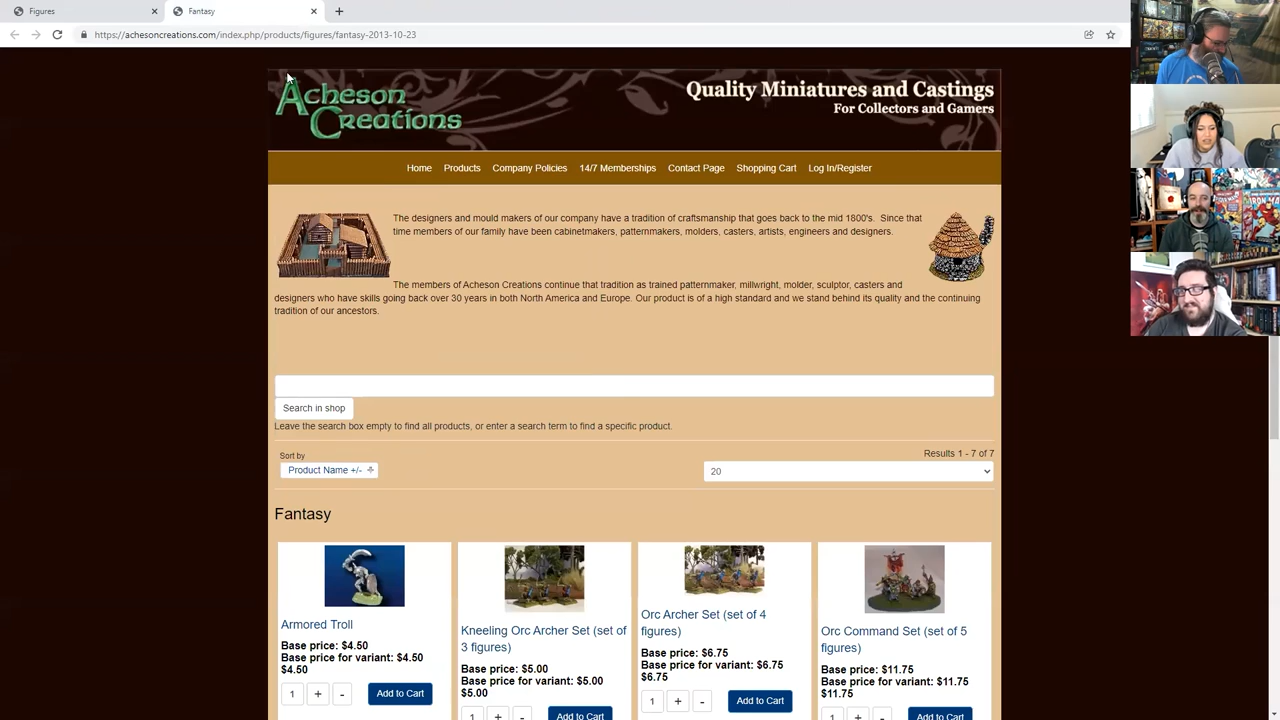 Figures
Fantasy
https://achesoncreations.com/index.php/products/figures/fantasy-2013-10-23
Acheson
Creations
Quality Miniatures and Castings
For Collectors and Gamers
Home Products Company Policies 14/7 Memberships Contact Page Shopping Cart Log In/Register
The designers and mould makers of our company have a tradition of craftsmanship that goes back to the mid 1800's. Since that
time members of our family have been cabinetmakers, patternmakers, molders, casters, artists, engineers and designers.
The members of Acheson Creations continue that tradition as trained patternmaker, millwright, molder, sculptor, casters and
designers who have skills going back over 30 years in both North America and Europe. Our product is of a high standard and we stand behind its quality and the continuing
tradition of our ancestors.
Search in shop
Leave the search box empty to find all products, or enter a search term to find a specific product.
Sort by
Product Name +/-
Results 1 - 7 of 7
20
Fantasy
Armored Troll
Base price: $4.50
Base price for variant: $4.50
$4.50
1 + - Add to Cart
Kneeling Orc Archer Set (set of
3 figures)
Base price: $5.00
Base price for variant: $5.00
$5.00
1 + - Add to Cart
Orc Archer Set (set of 4
figures)
Base price: $6.75
Base price for variant: $6.75
$6.75
1 + - Add to Cart
Orc Command Set (set of 5
figures)
Base price: $11.75
Base price for variant: $11.75
$11.75
1 + - Add to Cart